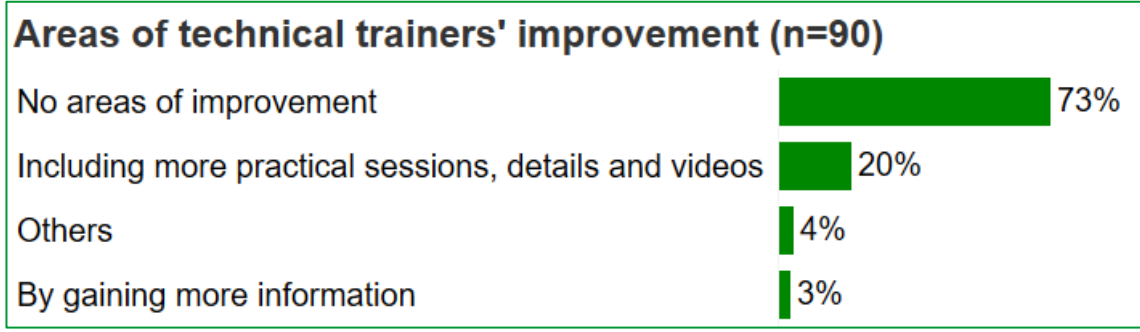 Areas of technical trainers' improvement (n=90)
No areas of improvement 73%
Including more practical sessions, details and videos 20%
Others 4%
By gaining more information 3%